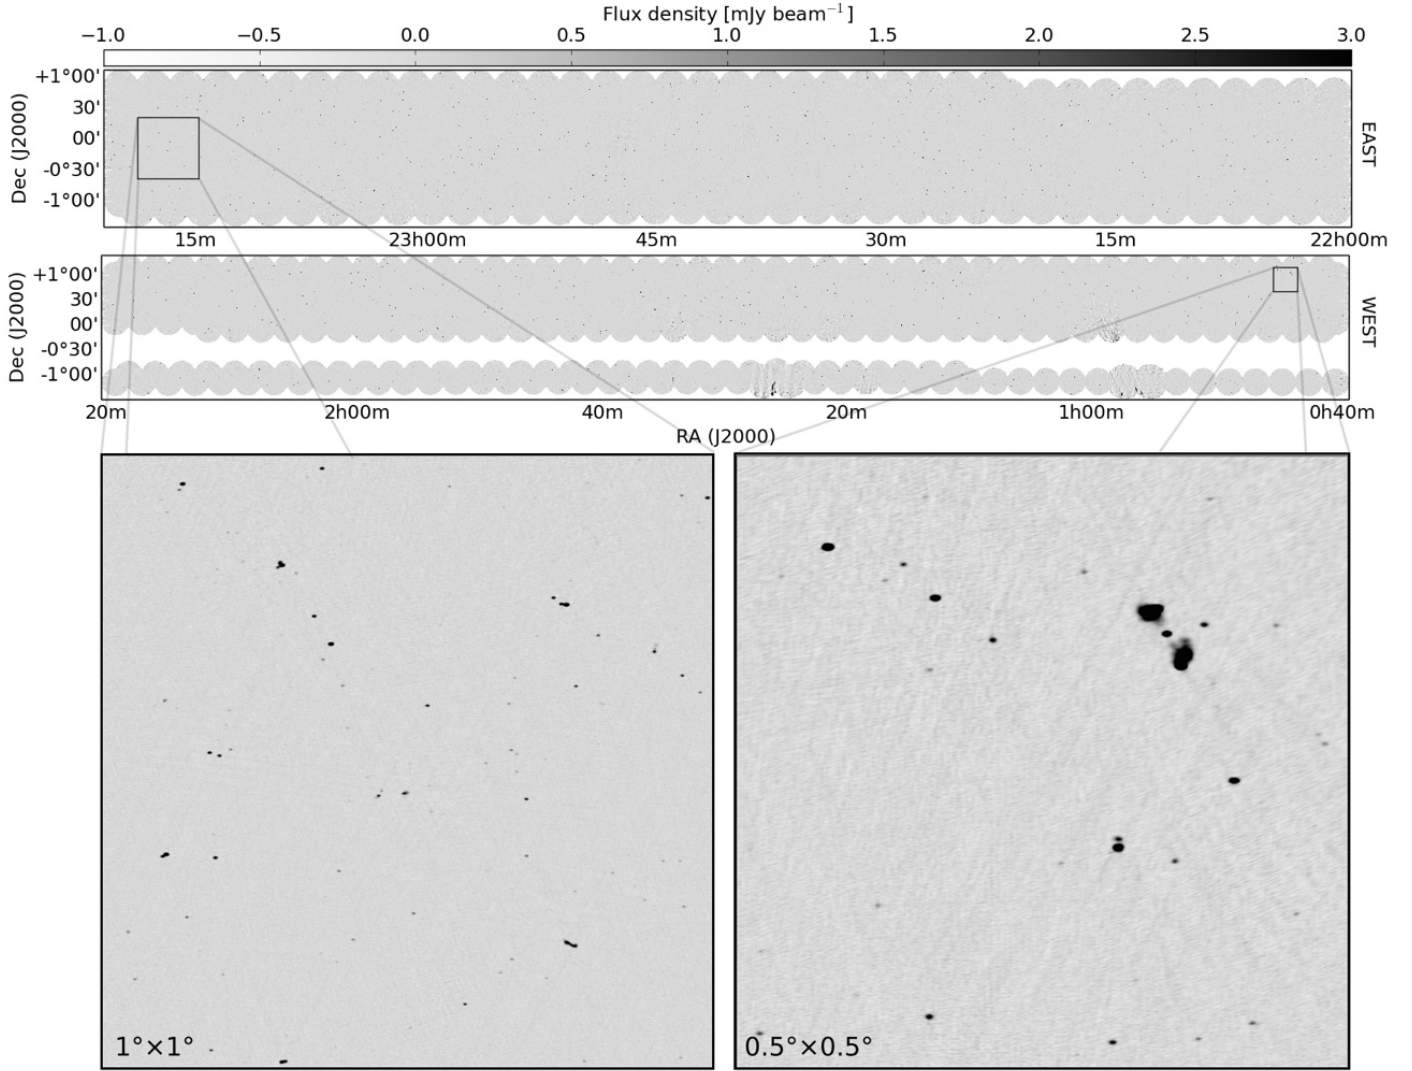 Flux density [mJy beam⁻¹]
−1.0 −0.5 0.0 0.5 1.0 1.5 2.0 2.5 3.0
+1°00'
30'
00'
-0°30'
-1°00'
Dec (J2000)
EAST
15m 23h00m 45m 30m 15m 22h00m
+1°00'
30'
00'
-0°30'
-1°00'
Dec (J2000)
WEST
20m 2h00m 40m 20m 1h00m 0h40m
RA (J2000)
1°×1°
0.5°×0.5°